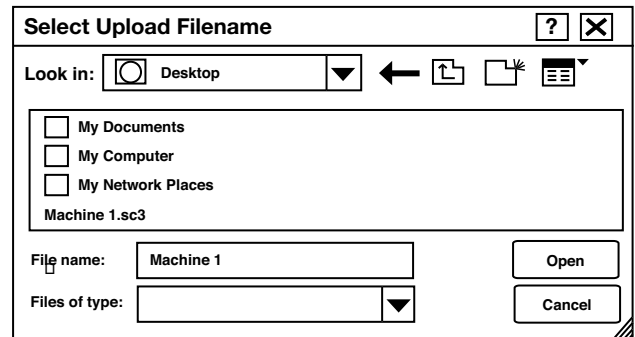 Select Upload Filename ?
Look in: Desktop
My Documents
My Computer
My Network Places
Machine 1.sc3
File name: Machine 1 Open
Files of type: Cancel